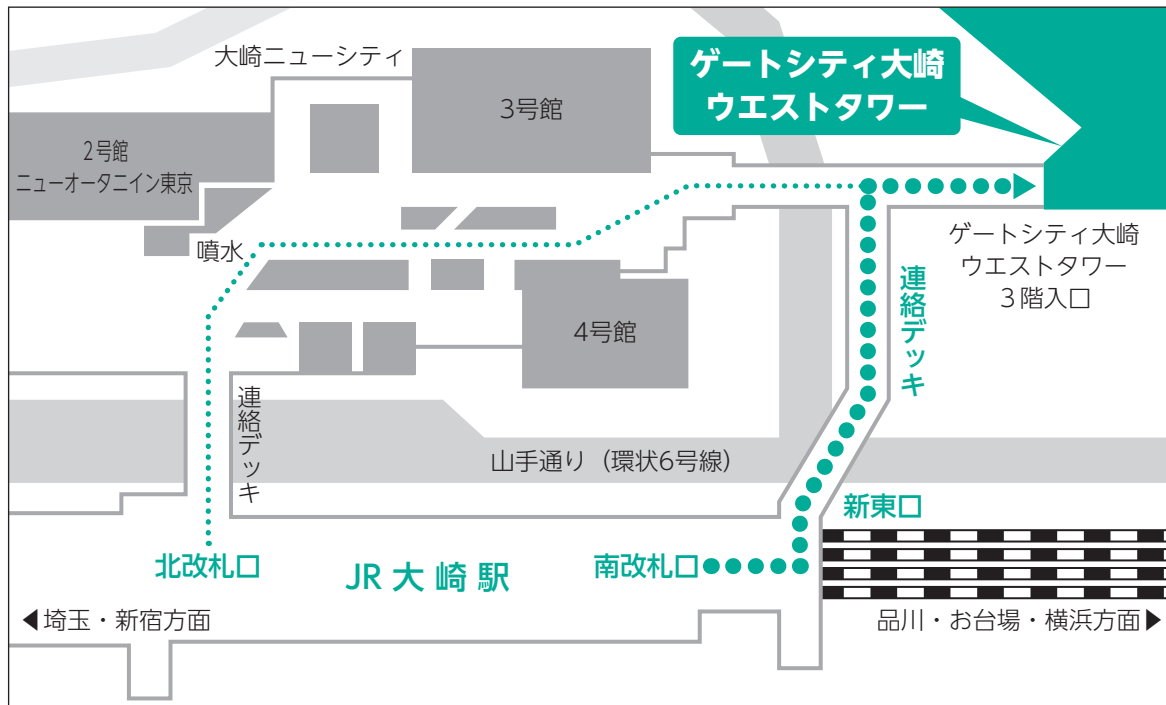 大崎ニューシティ
3号館
ゲートシティ大崎
ウエストタワー
2号館
ニューオータニイン東京
噴水
ゲートシティ大崎
ウエストタワー
3階入口
連絡デッキ
4号館
連絡デッキ
山手通り（環状6号線）
新東口
北改札口
JR大崎駅
南改札口
◀埼玉・新宿方面
品川・お台場・横浜方面▶